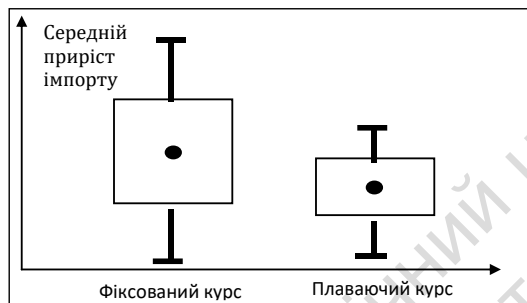 Середній
приріст
імпорту
Фіксований курс
Плаваючий курс